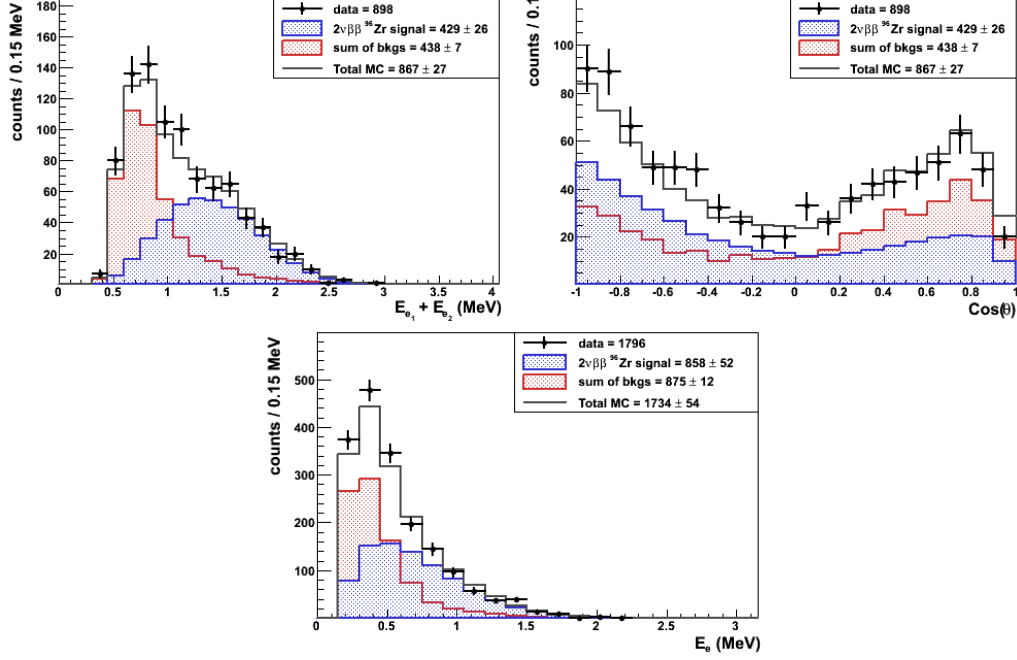 counts / 0.15 MeV
data = 898
2νββ ⁹⁶Zr signal = 429 ± 26
sum of bkgs = 438 ± 7
Total MC = 867 ± 27
180
160
140
120
100
80
60
40
20
0 0.5 1 1.5 2 2.5 3 3.5 4
E_e₁ + E_e₂ (MeV)
counts / 0.1
data = 898
2νββ ⁹⁶Zr signal = 429 ± 26
sum of bkgs = 438 ± 7
Total MC = 867 ± 27
100
80
60
40
20
-1 -0.8 -0.6 -0.4 -0.2 0 0.2 0.4 0.6 0.8 1
Cos(θ)
counts / 0.15 MeV
data = 1796
2νββ ⁹⁶Zr signal = 858 ± 52
sum of bkgs = 875 ± 12
Total MC = 1734 ± 54
500
400
300
200
100
0 0.5 1 1.5 2 2.5 3
E_e (MeV)